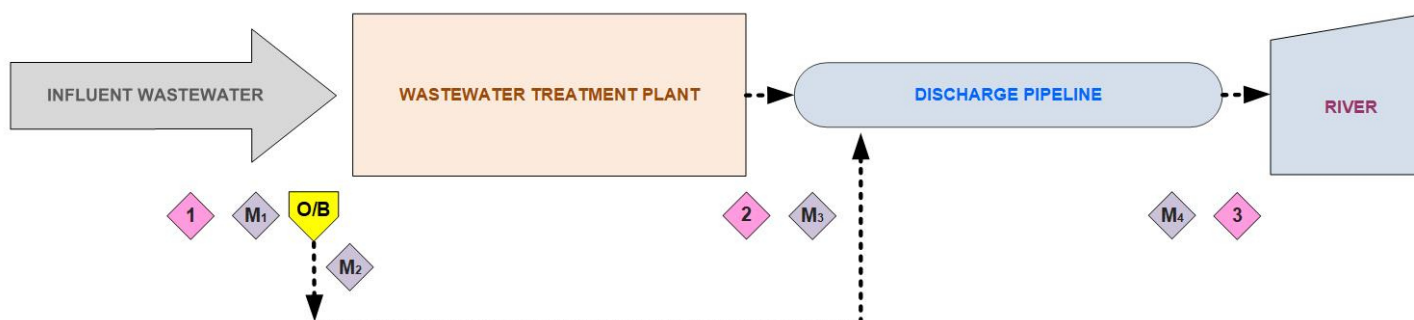 INFLUENT WASTEWATER
WASTEWATER TREATMENT PLANT
DISCHARGE PIPELINE
RIVER
1
M₁
O/B
2
M₃
M₄
3
M₂